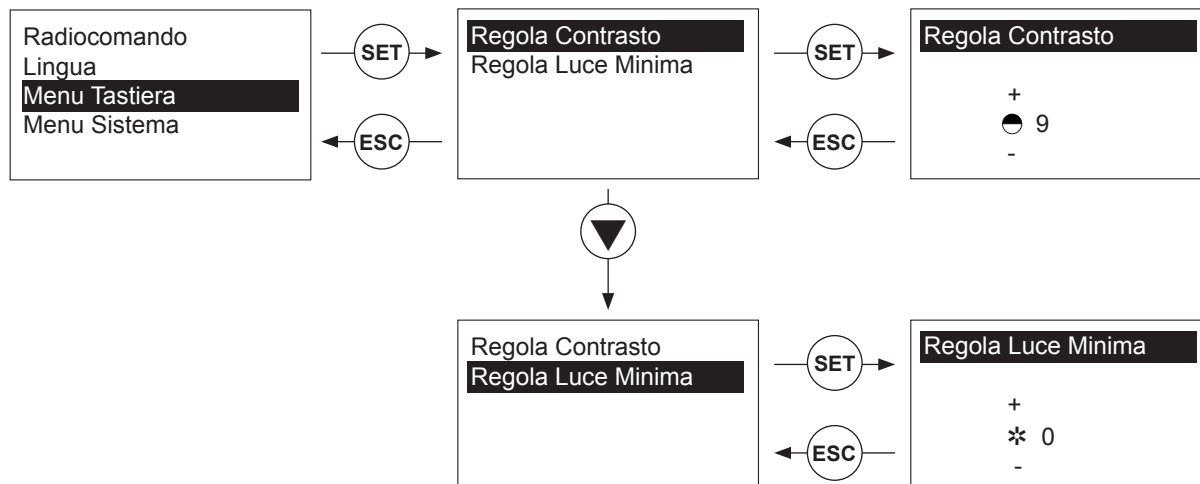 Radiocomando
Lingua
Menu Tastiera
Menu Sistema
SET
ESC
Regola Contrasto
Regola Luce Minima
SET
ESC
Regola Contrasto
+
9
-
Regola Contrasto
Regola Luce Minima
SET
ESC
Regola Luce Minima
+
✲ 0
-